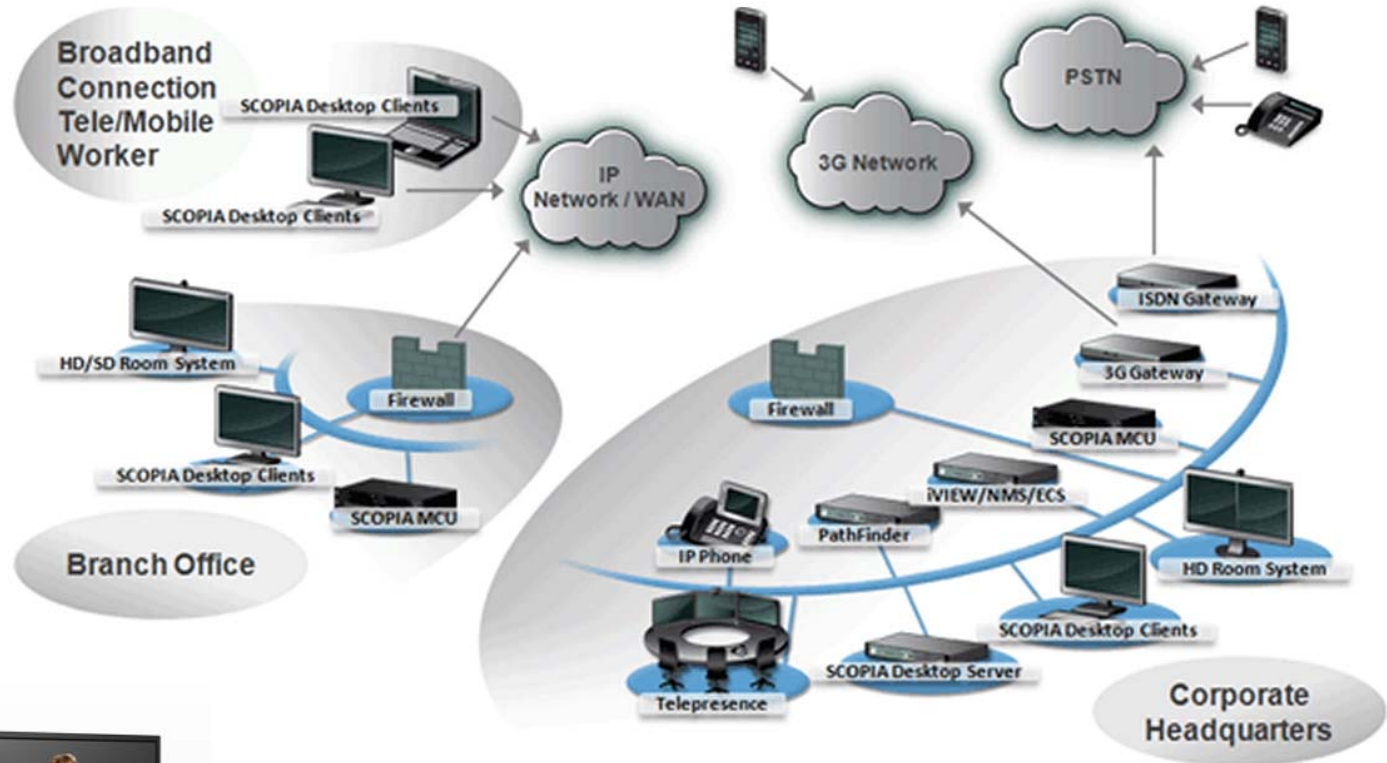 Broadband
Connection
Tele/Mobile
Worker
SCOPIA Desktop Clients
SCOPIA Desktop Clients
IP
Network / WAN
3G Network
PSTN
HD/SD Room System
Firewall
SCOPIA Desktop Clients
SCOPIA MCU
Branch Office
ISDN Gateway
3G Gateway
Firewall
SCOPIA MCU
iVIEW/NMS/ECS
PathFinder
IP Phone
HD Room System
SCOPIA Desktop Clients
SCOPIA Desktop Server
Telepresence
Corporate
Headquarters